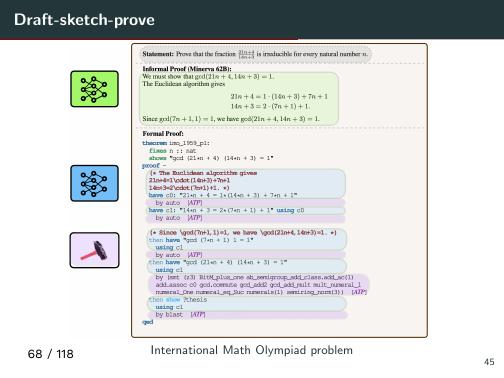 Draft-sketch-prove
Statement: Prove that the fraction 21n+4/14n+3 is irreducible for every natural number n.
Informal Proof (Minerva 62B):
We must show that gcd(21n + 4, 14n + 3) = 1.
The Euclidean algorithm gives
21n + 4 = 1 · (14n + 3) + 7n + 1
14n + 3 = 2 · (7n + 1) + 1.
Since gcd(7n + 1, 1) = 1, we have gcd(21n + 4, 14n + 3) = 1.
Formal Proof:
theorem imo_1959_p1:
fixes n :: nat
shows "gcd (21*n + 4) (14*n + 3) = 1"
proof -
(* The Euclidean algorithm gives
21n+4=1\cdot(14n+3)+7n+1
14n+3=2\cdot(7n+1)+1. *)
have c0: "21*n + 4 = 1*(14*n + 3) + 7*n + 1"
by auto [ATP]
have c1: "14*n + 3 = 2*(7*n + 1) + 1" using c0
by auto [ATP]
(* Since \gcd(7n+1,1)=1, we have \gcd(21n+4,14n+3)=1. *)
then have "gcd (7*n + 1) 1 = 1"
using c1
by auto [ATP]
then have "gcd (21*n + 4) (14*n + 3) = 1"
using c1
by (smt (z3) BitM_plus_one ab_semigroup_add_class.add_ac(1)
add.assoc c0 gcd.commute gcd_add2 gcd_add_mult mult_numeral_1
numeral_One numeral_eq_Suc numerals(1) semiring_norm(3)) [ATP]
then show ?thesis
using c1
by blast [ATP]
qed
68 / 118
International Math Olympiad problem
45